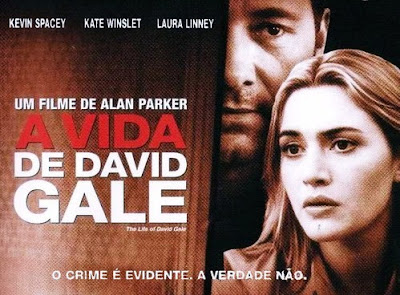 KEVIN SPACEY KATE WINSLET LAURA LINNEY
UM FILME DE ALAN PARKER
A VIDA
DE DAVID
GALE
The Life of David Gale
O CRIME É EVIDENTE. A VERDADE NÃO.